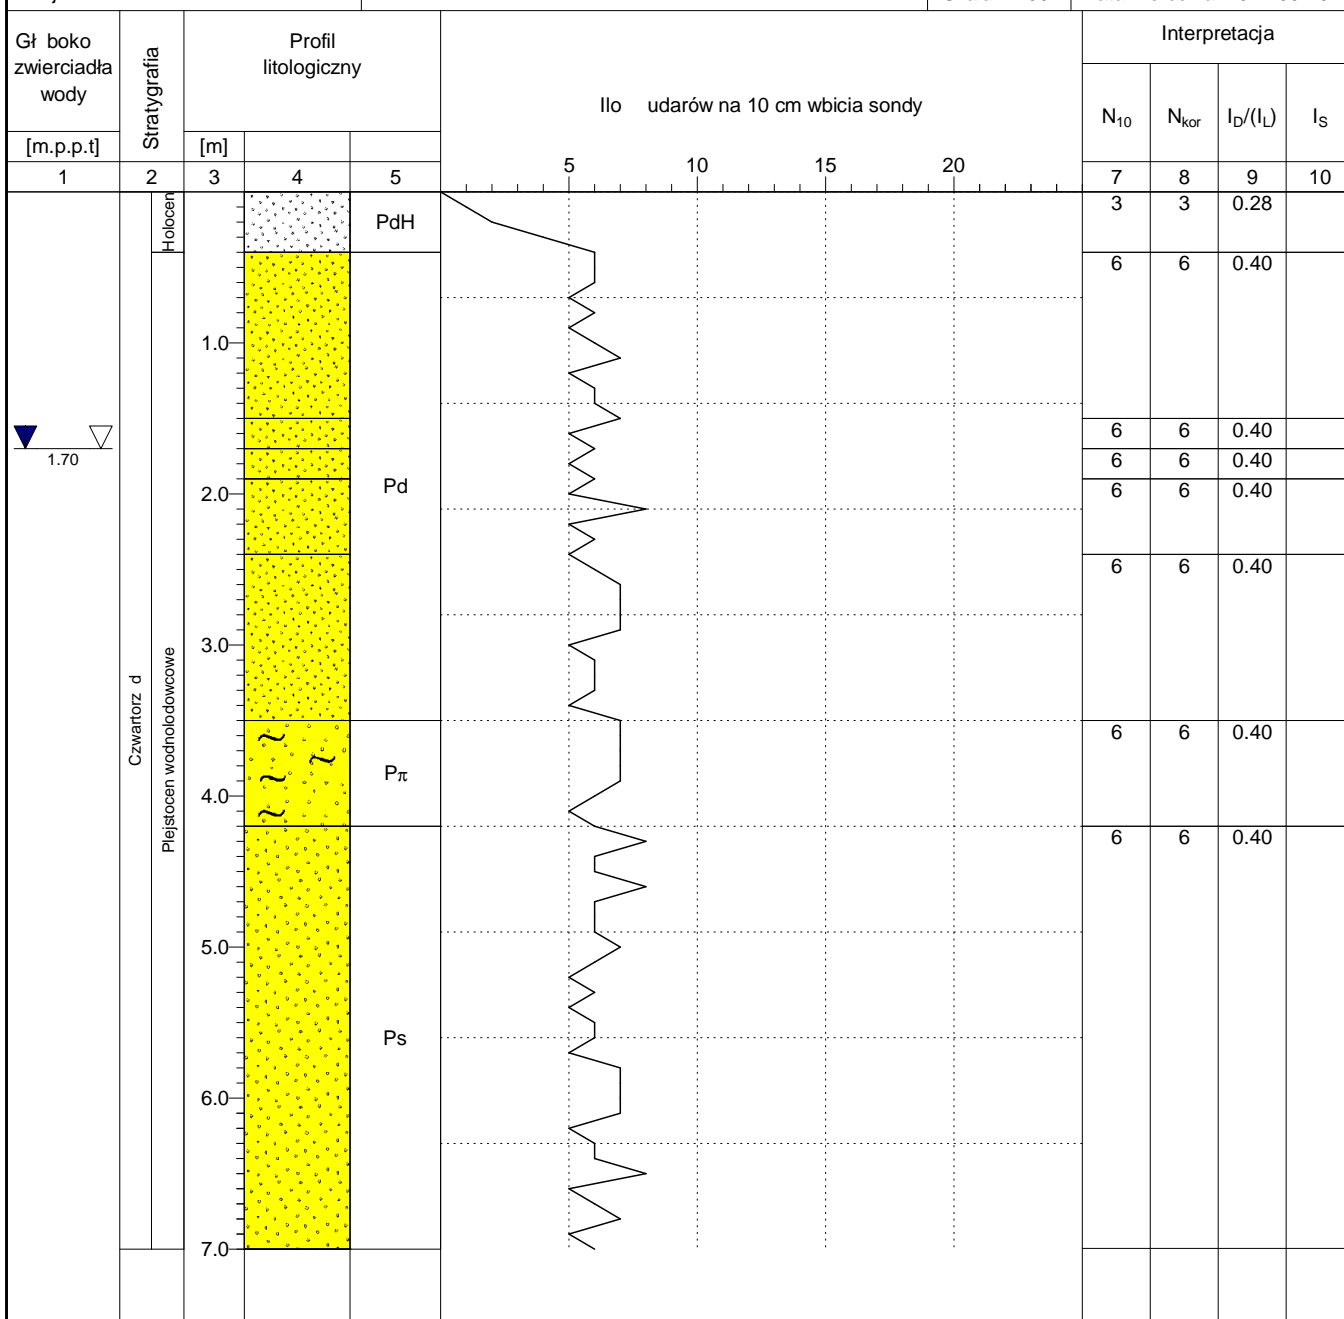 Gł boko
zwierciadła
wody
[m.p.p.t]
Stratygrafia
Profil
litologiczny
[m]
Ilo udarów na 10 cm wbicia sondy
5 10 15 20
Interpretacja
N10 Nkor ID/(IL) IS
1 2 3 4 5 7 8 9 10
Holocen
PdH
3 3 0.28
6 6 0.40
1.0
6 6 0.40
1.70
6 6 0.40
2.0
Pd
6 6 0.40
6 6 0.40
3.0
Czwartorz d
Plejstocen wodnolodowcowe
6 6 0.40
Pπ
4.0
6 6 0.40
5.0
Ps
6.0
7.0